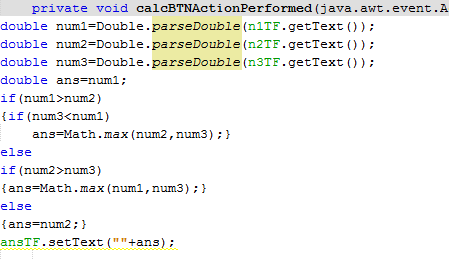 private void calcBTNActionPerformed(java.awt.event.A
double num1=Double.parseDouble(n1TF.getText());
double num2=Double.parseDouble(n2TF.getText());
double num3=Double.parseDouble(n3TF.getText());
double ans=num1;
if(num1>num2)
{if(num3<num1)
ans=Math.max(num2,num3);}
else
if(num2>num3)
{ans=Math.max(num1,num3);}
else
{ans=num2;}
ansTF.setText(""+ans);